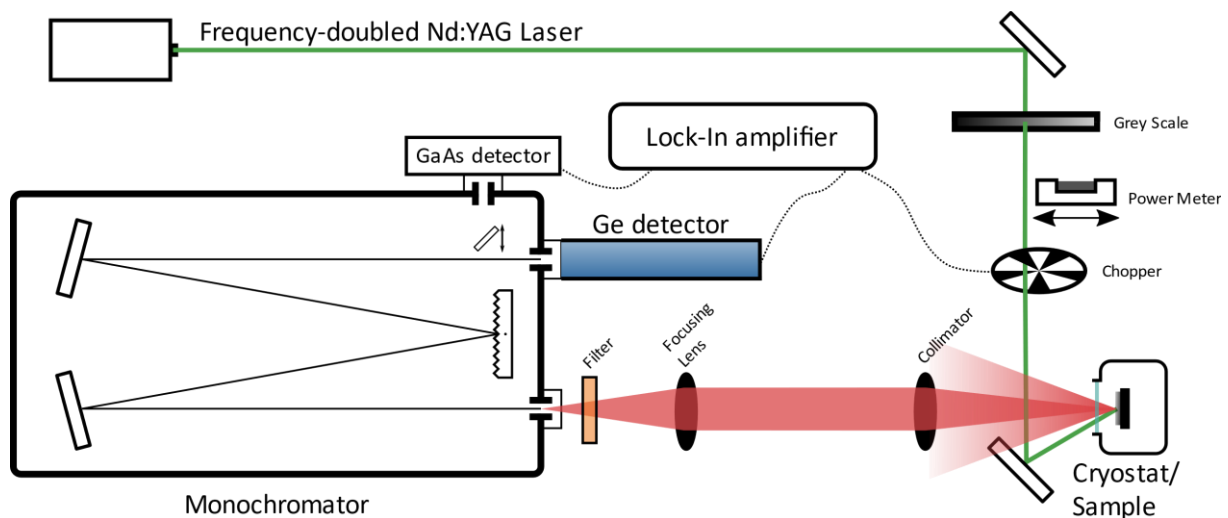 Frequency-doubled Nd:YAG Laser
Grey Scale
Lock-In amplifier
GaAs detector
Power Meter
Ge detector
Chopper
Filter
Focusing
Lens
Collimator
Cryostat/
Sample
Monochromator